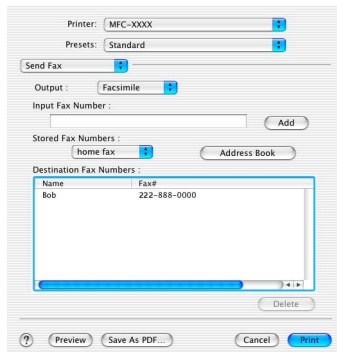 Printer: MFC-XXXX
Presets: Standard
Send Fax
Output : Facsimile
Input Fax Number :
Add
Stored Fax Numbers :
home fax Address Book
Destination Fax Numbers :
Name Fax#
Bob 222-888-0000
Delete
? Preview Save As PDF... Cancel Print